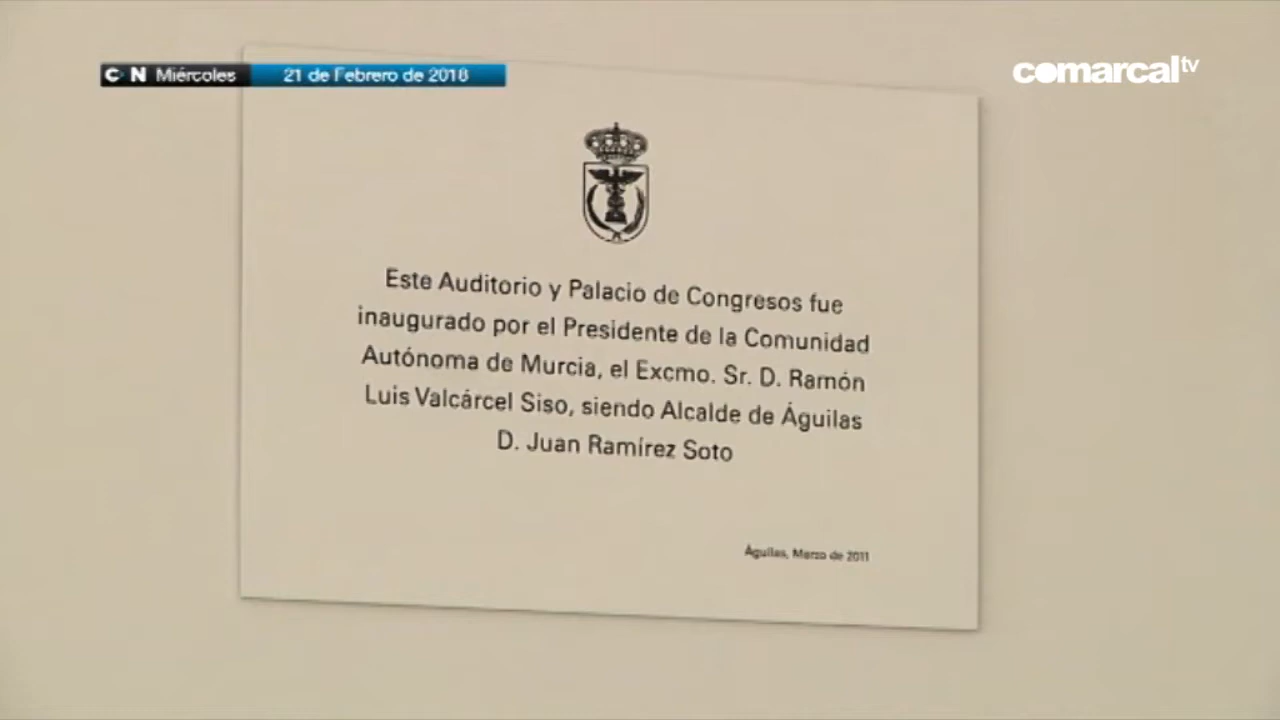 C N Miércoles 21 de Febrero de 2018
comarcal tv
Este Auditorio y Palacio de Congresos fue
inaugurado por el Presidente de la Comunidad
Autónoma de Murcia, el Excmo. Sr. D. Ramón
Luis Valcárcel Siso, siendo Alcalde de Águilas
D. Juan Ramírez Soto
Águilas, Marzo de 2011